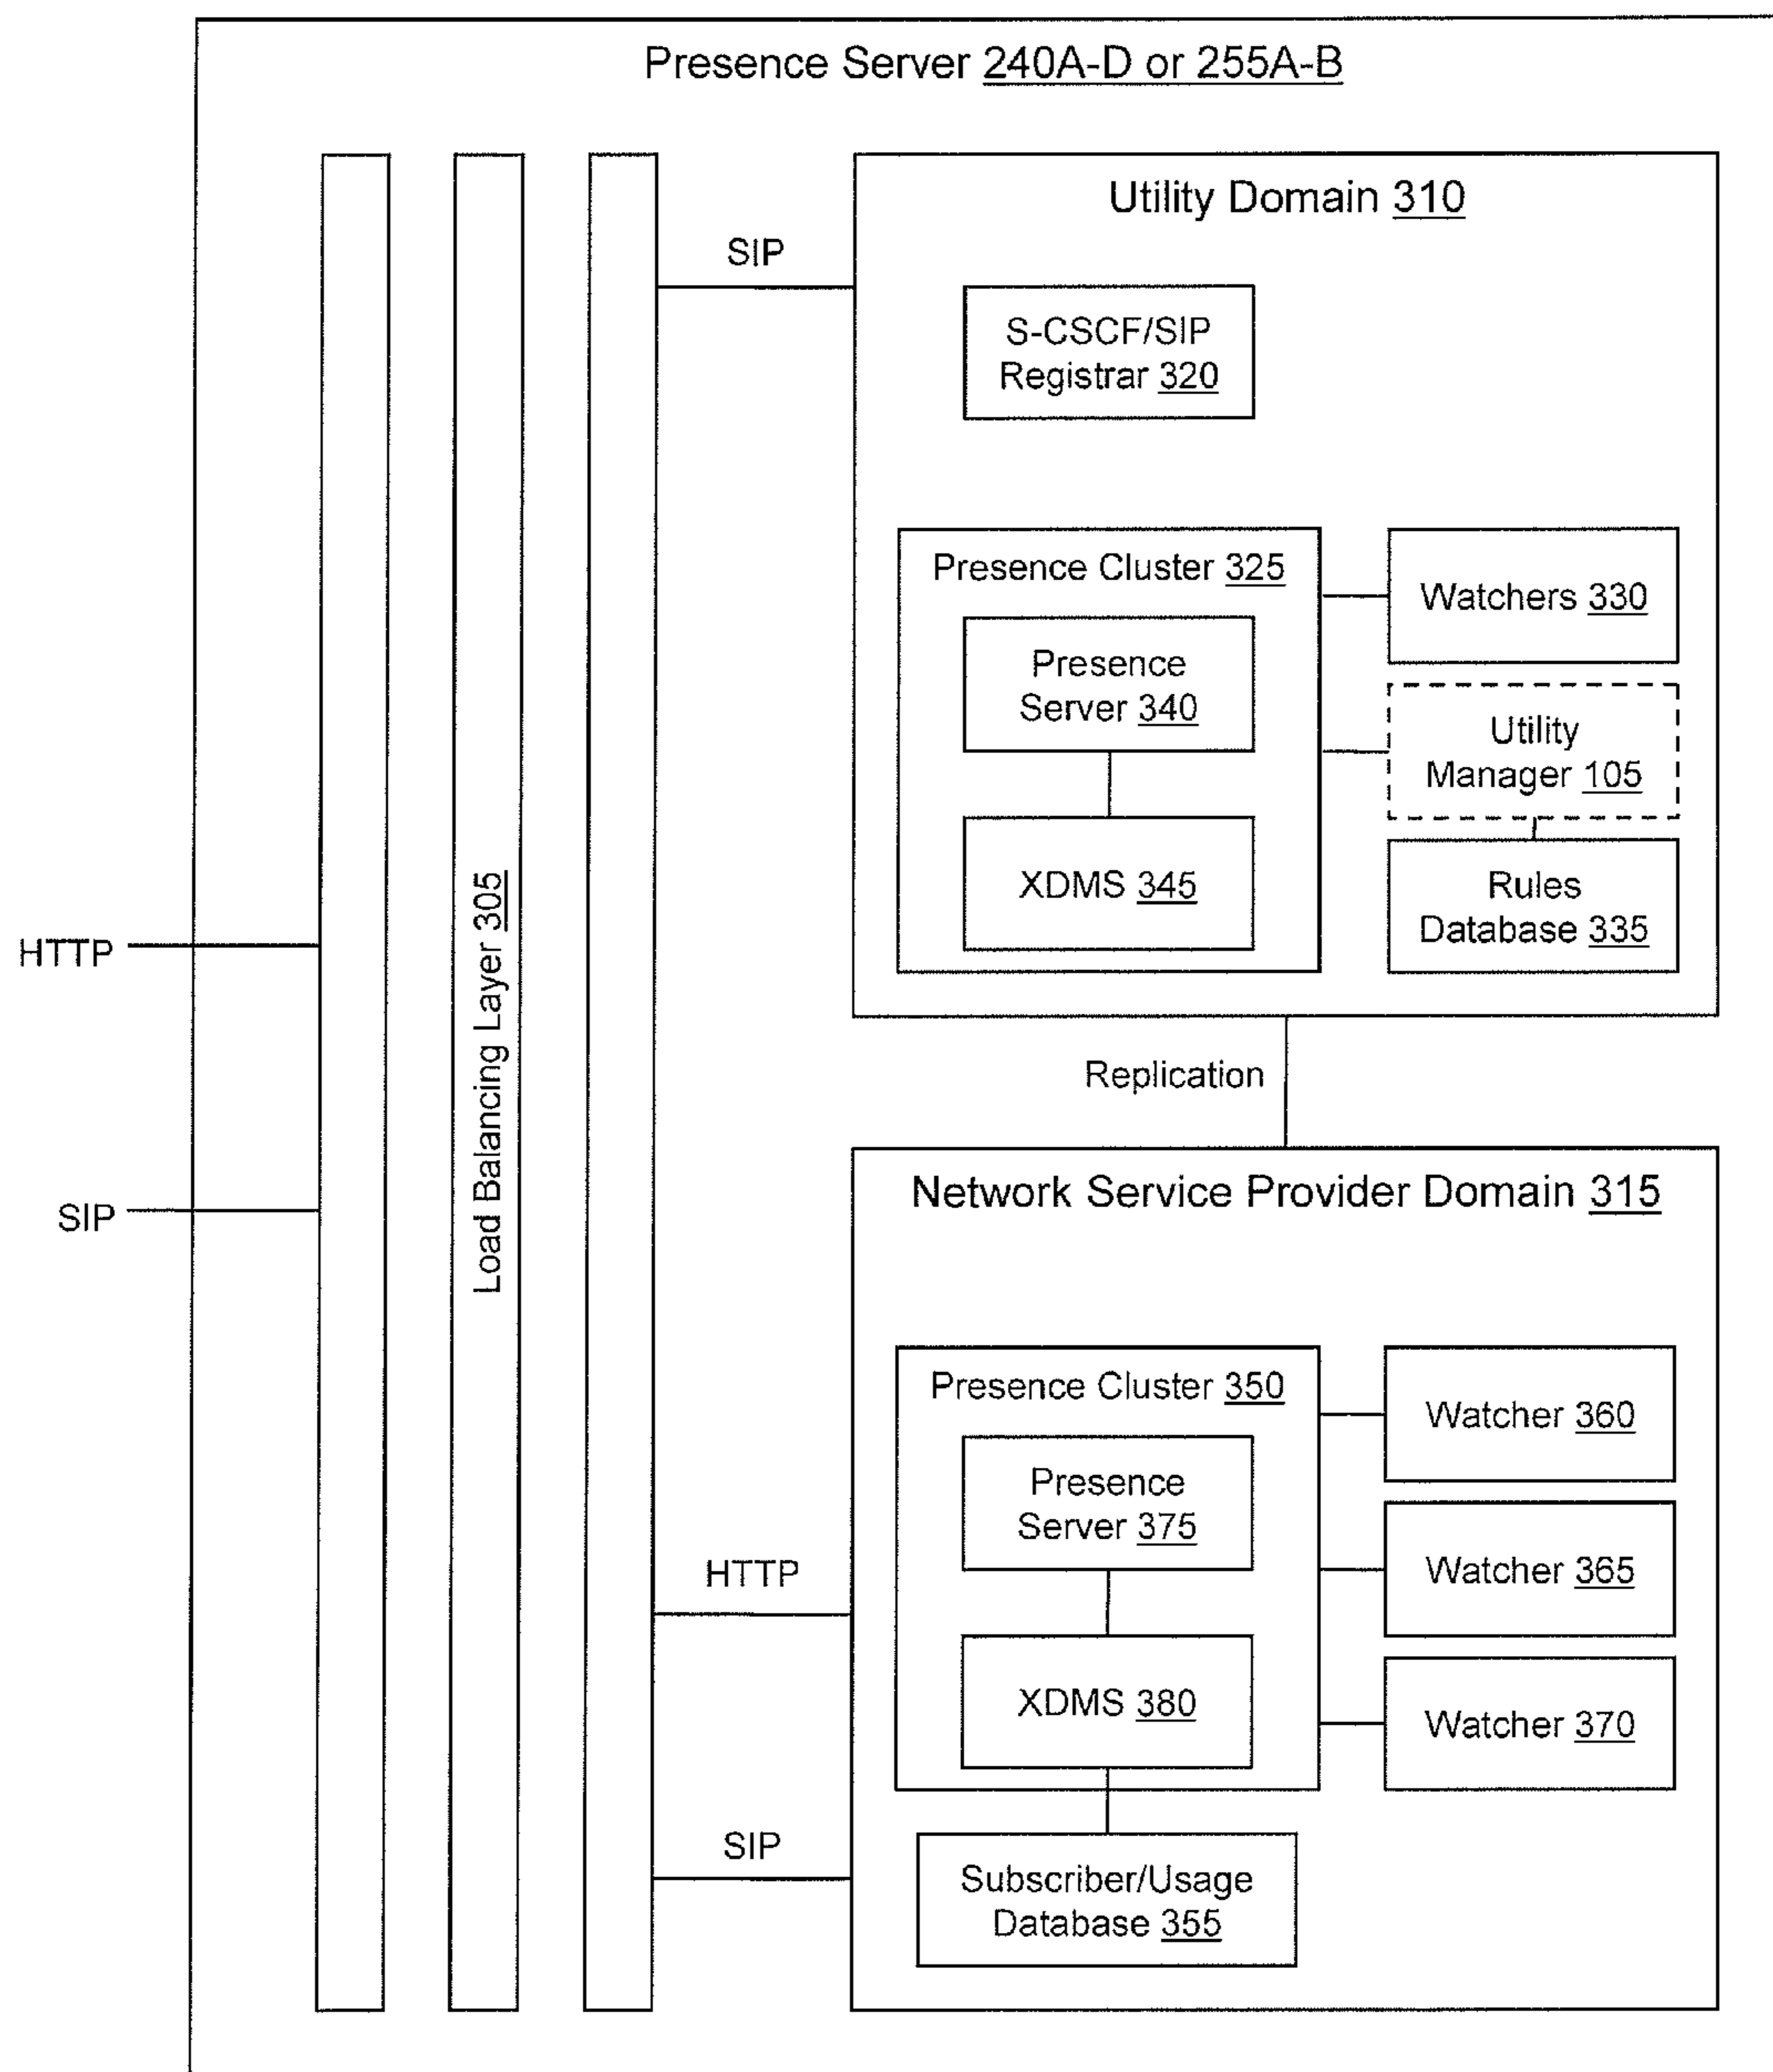 Presence Server 240A-D or 255A-B
Utility Domain 310
SIP
S-CSCF/SIP
Registrar 320
Presence Cluster 325
Watchers 330
Presence
Server 340
Utility
Manager 105
XDMS 345
Rules
Database 335
Load Balancing Layer 305
HTTP
SIP
Replication
Network Service Provider Domain 315
Presence Cluster 350
Watcher 360
Presence
Server 375
Watcher 365
HTTP
XDMS 380
Watcher 370
SIP
Subscriber/Usage
Database 355